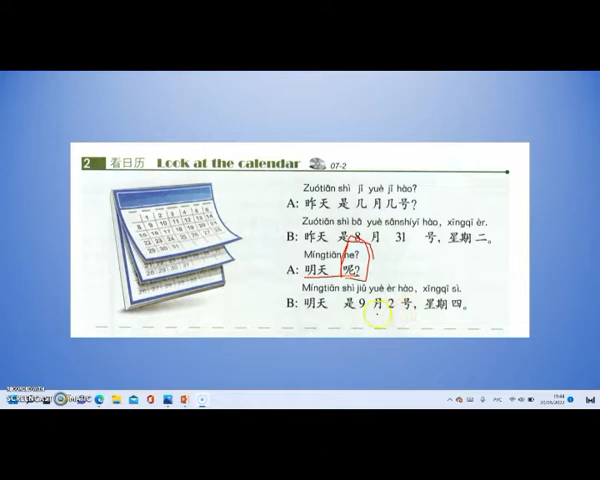 2 看日历 Look at the calendar 07-2
Zuótiān shì jǐ yuè jǐ hào?
A: 昨天 是 几 月 几 号?
Zuótiān shì bā yuè sānshíyī hào, xīngqī èr.
B: 昨天 是 8 月 31 号, 星期 二。
Míngtiān ne?
A: 明天 呢?
Míngtiān shì jiǔ yuè èr hào, xīngqī sì.
B: 明天 是 9 月 2 号, 星期 四。
SCREENCAST MATIC
РУС